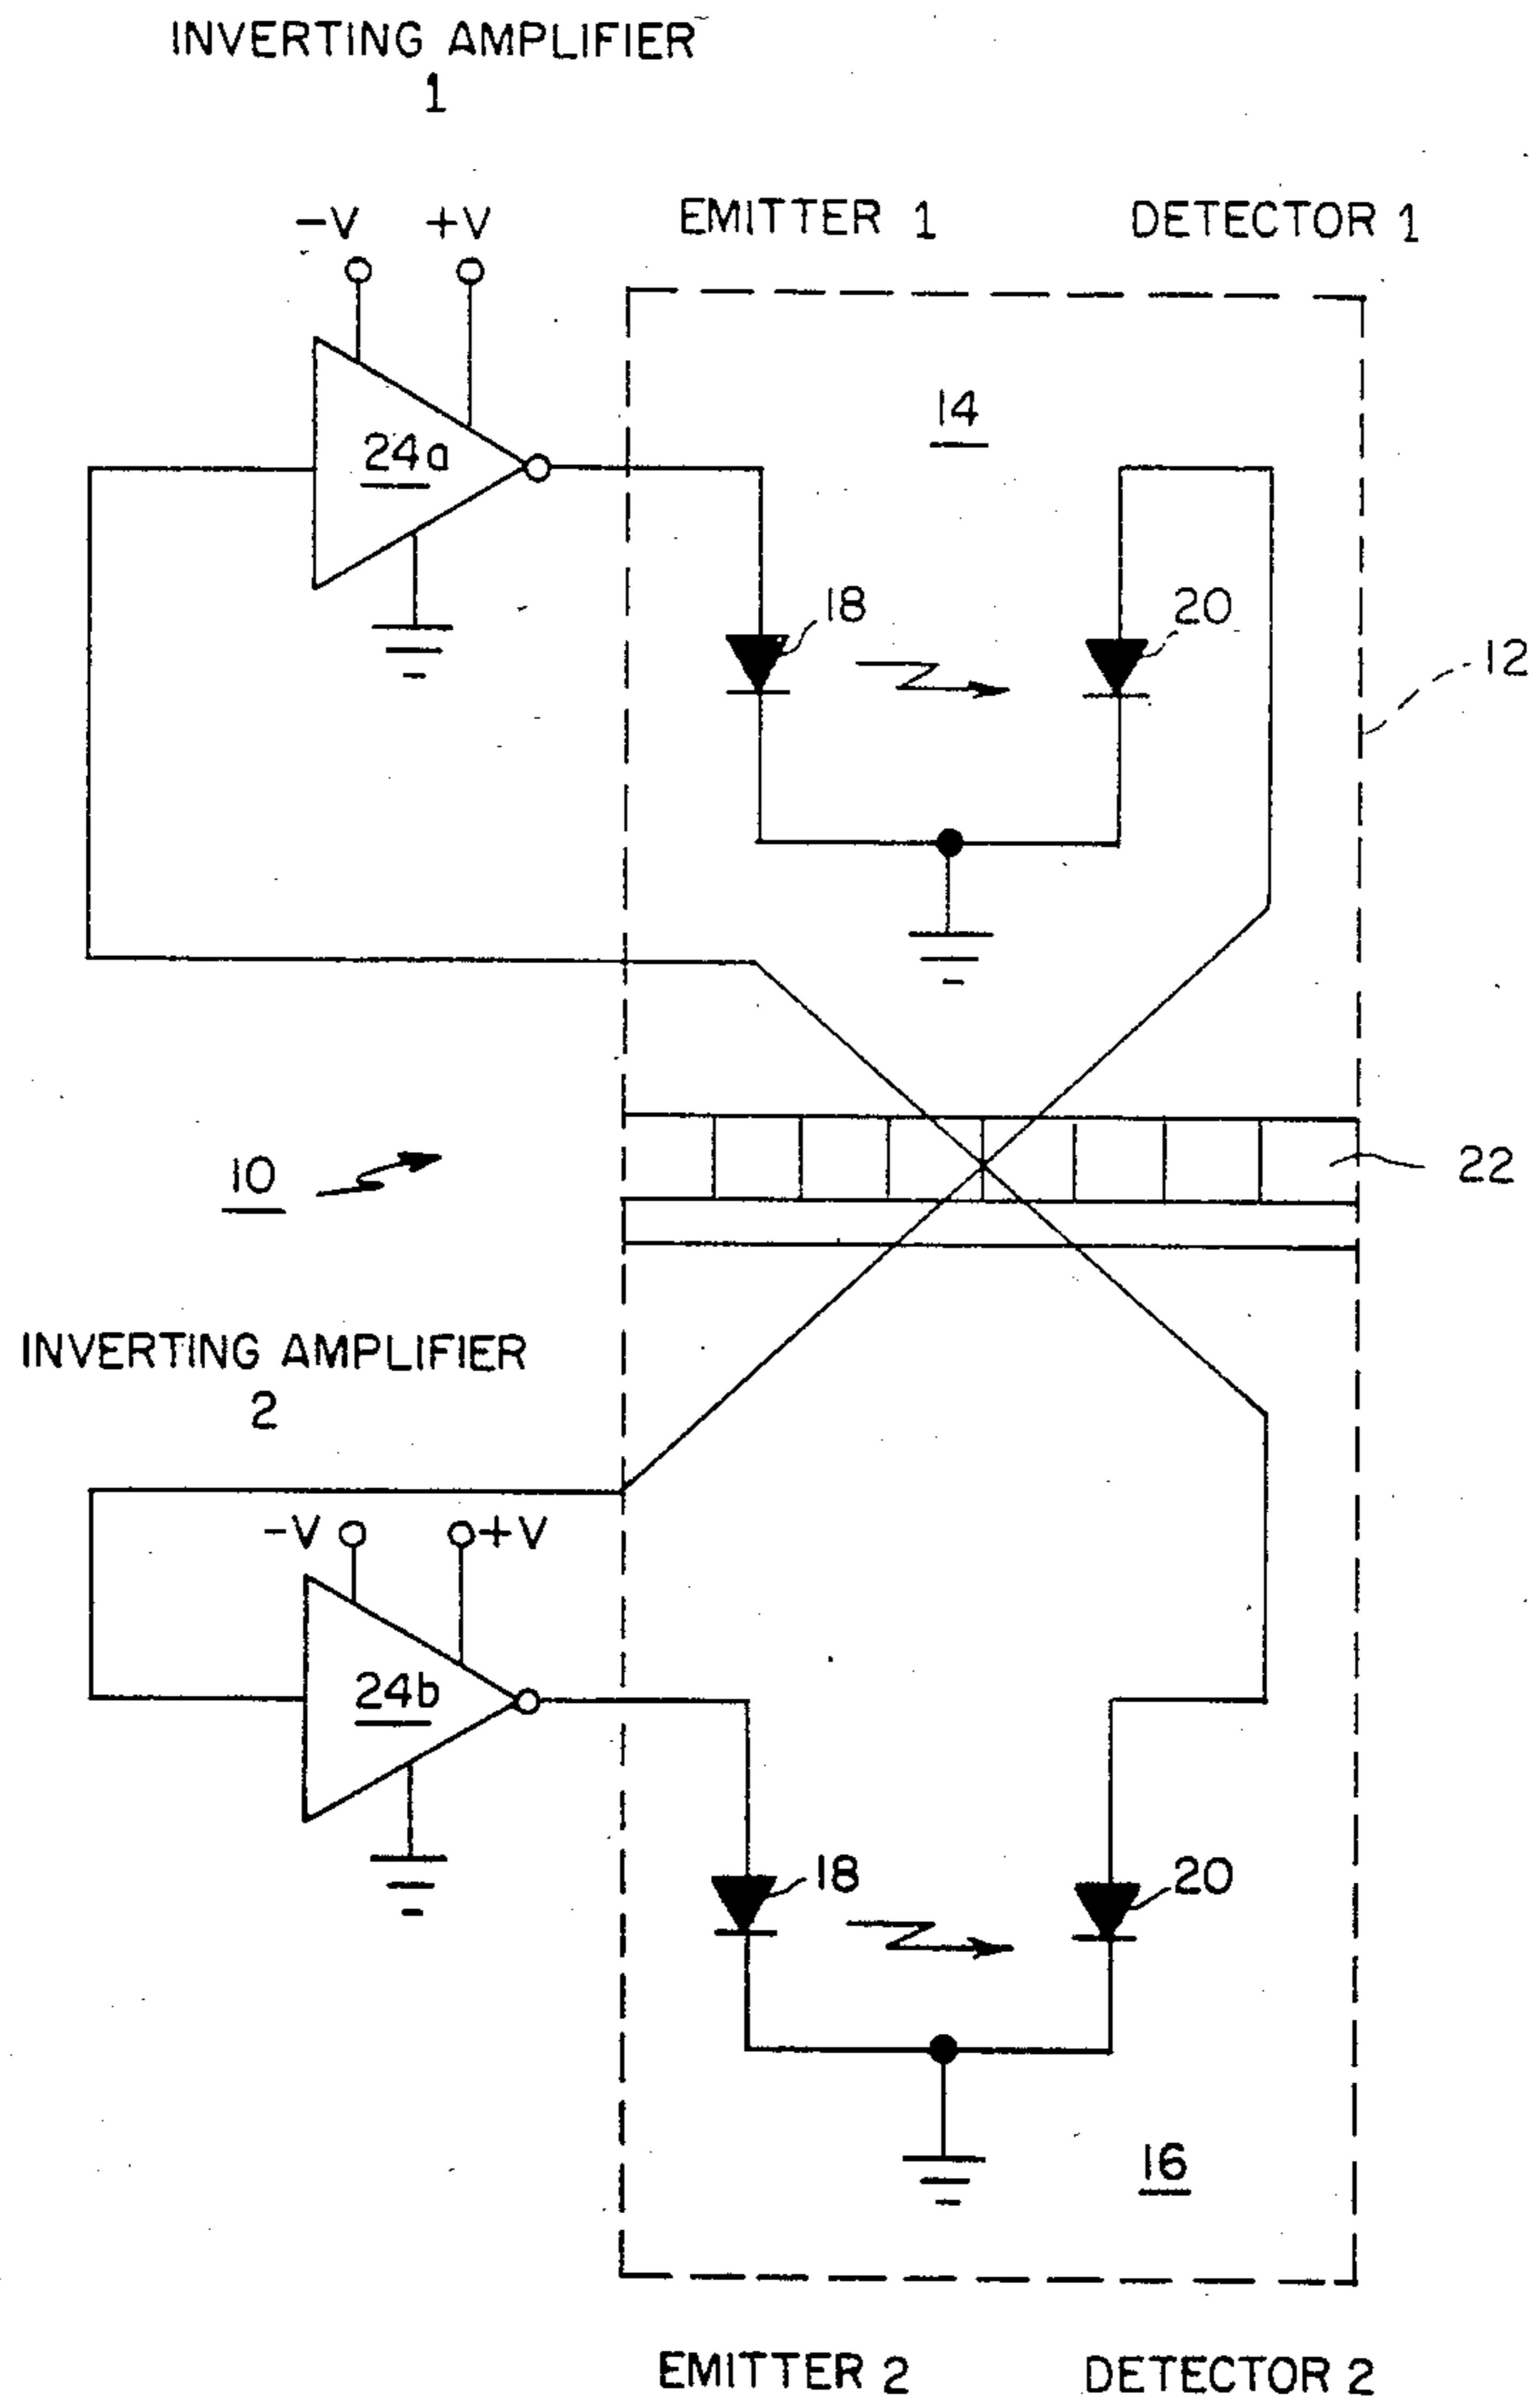 INVERTING AMPLIFIER
1
-V +V
EMITTER 1 DETECTOR 1
14
24a
18 20
12
10
22
INVERTING AMPLIFIER
2
-V +V
24b
18 20
16
EMITTER 2 DETECTOR 2